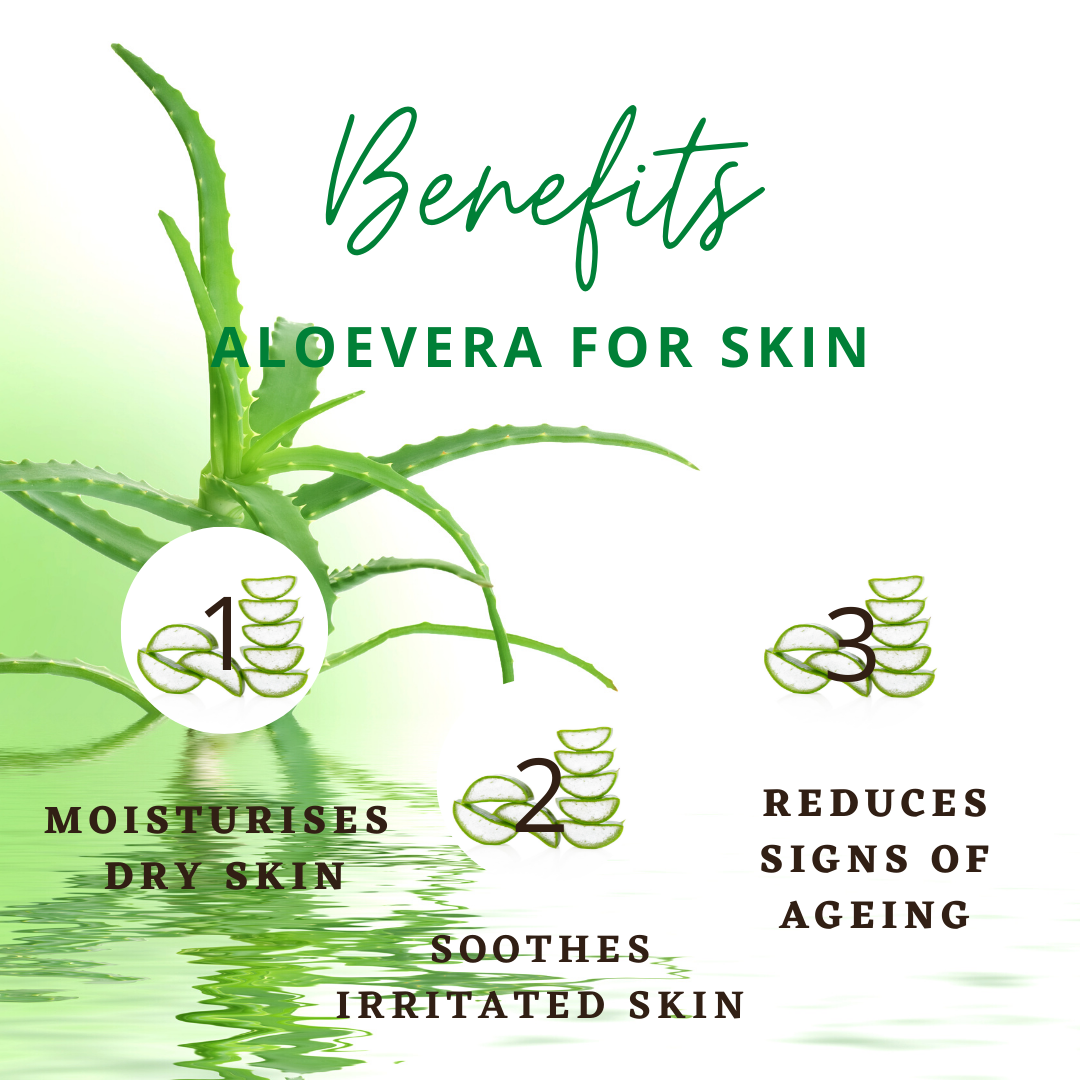 Benefits
ALOEVERA FOR SKIN
1
MOISTURISES
DRY SKIN
2
SOOTHES
IRRITATED SKIN
3
REDUCES
SIGNS OF
AGEING